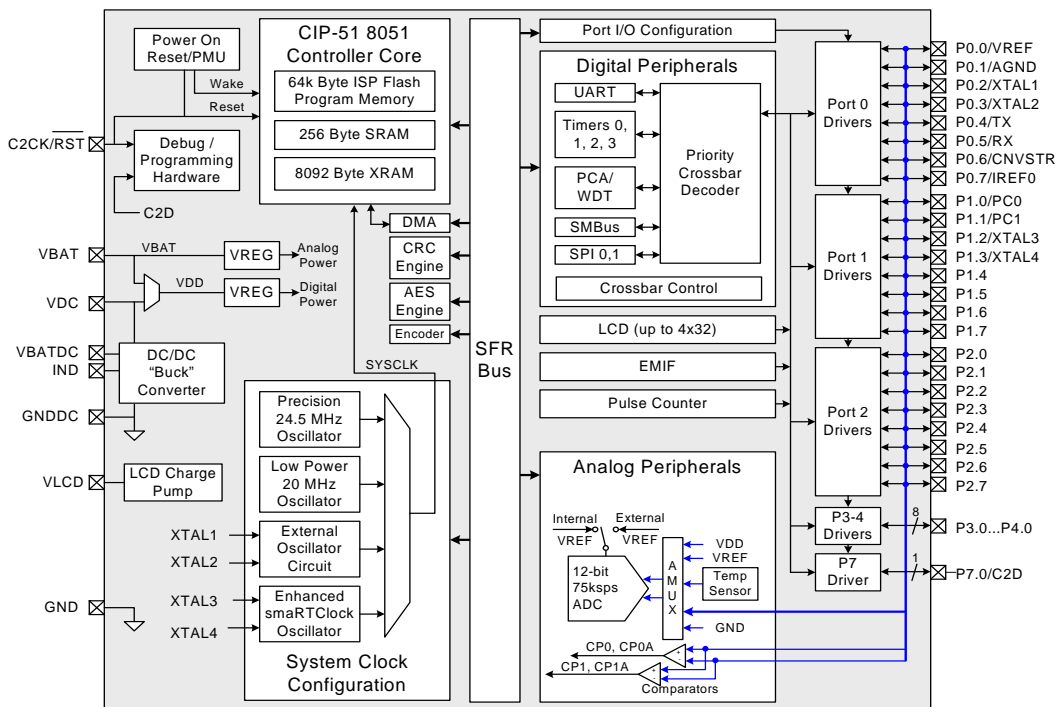 Power On
Reset/PMU
Wake
Reset
C2CK/RST
Debug /
Programming
Hardware
C2D
CIP-51 8051
Controller Core
64k Byte ISP Flash
Program Memory
256 Byte SRAM
8092 Byte XRAM
VBAT
VBAT
VREG
Analog
Power
VDC
VDD
VREG
Digital
Power
VBATDC
IND
DC/DC
“Buck”
Converter
GNDDC
VLCD
LCD Charge
Pump
GND
DMA
CRC
Engine
AES
Engine
Encoder
SYSCLK
Precision
24.5 MHz
Oscillator
Low Power
20 MHz
Oscillator
XTAL1
XTAL2
External
Oscillator
Circuit
XTAL3
XTAL4
Enhanced
smaRTClock
Oscillator
System Clock
Configuration
SFR
Bus
Port I/O Configuration
Digital Peripherals
UART
Timers 0,
1, 2, 3
PCA/
WDT
SMBus
SPI 0,1
Priority
Crossbar
Decoder
Crossbar Control
LCD (up to 4x32)
EMIF
Pulse Counter
Analog Peripherals
Internal
VREF
External
VREF
12-bit
75ksps
ADC
A
M
U
X
VDD
VREF
Temp
Sensor
GND
CP0, CP0A
+
-
CP1, CP1A
+
-
Comparators
Port 0
Drivers
Port 1
Drivers
Port 2
Drivers
P3-4
Drivers
P7
Driver
P0.0/VREF
P0.1/AGND
P0.2/XTAL1
P0.3/XTAL2
P0.4/TX
P0.5/RX
P0.6/CNVSTR
P0.7/IREF0
P1.0/PC0
P1.1/PC1
P1.2/XTAL3
P1.3/XTAL4
P1.4
P1.5
P1.6
P1.7
P2.0
P2.1
P2.2
P2.3
P2.4
P2.5
P2.6
P2.7
8
P3.0...P4.0
1
P7.0/C2D